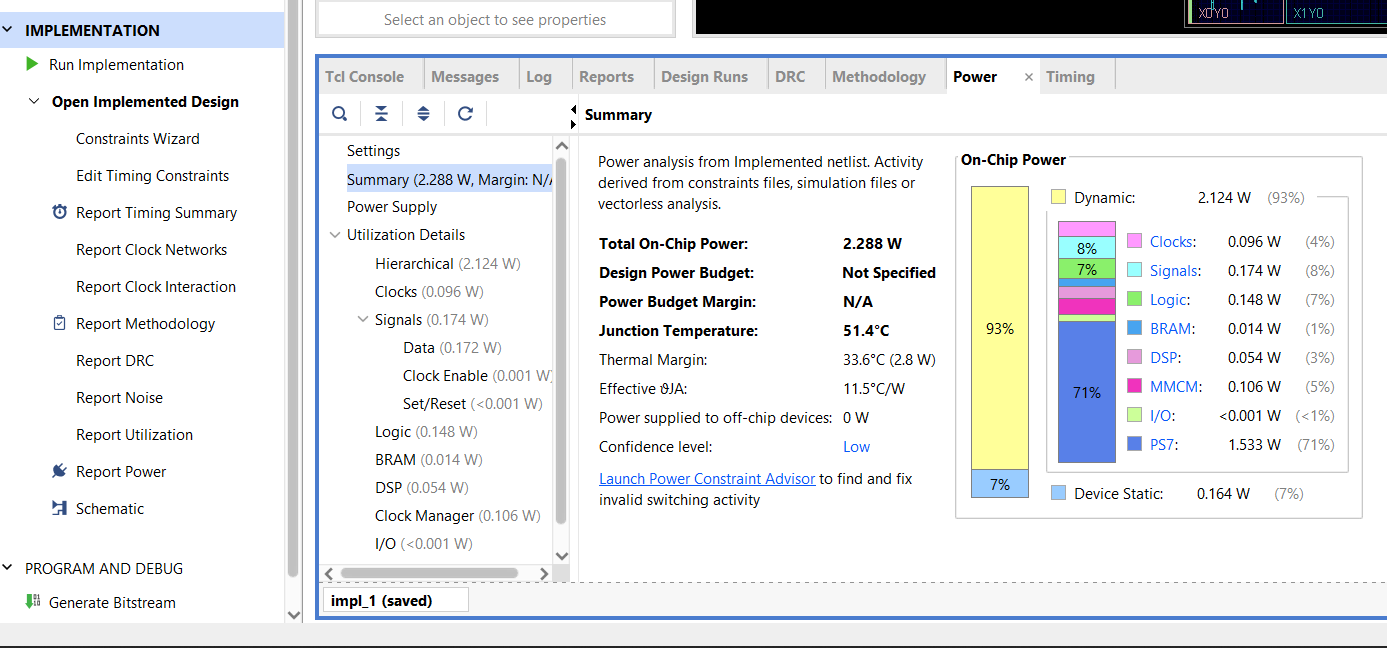 IMPLEMENTATION
Run Implementation
Open Implemented Design
Constraints Wizard
Edit Timing Constraints
Report Timing Summary
Report Clock Networks
Report Clock Interaction
Report Methodology
Report DRC
Report Noise
Report Utilization
Report Power
Schematic
PROGRAM AND DEBUG
Generate Bitstream
Select an object to see properties
X0Y0 X1Y0
Tcl Console Messages Log Reports Design Runs DRC Methodology Power × Timing
Summary
Settings
Summary (2.288 W, Margin: N/A
Power Supply
Utilization Details
Hierarchical (2.124 W)
Clocks (0.096 W)
Signals (0.174 W)
Data (0.172 W)
Clock Enable (0.001 W)
Set/Reset (<0.001 W)
Logic (0.148 W)
BRAM (0.014 W)
DSP (0.054 W)
Clock Manager (0.106 W)
I/O (<0.001 W)
Power analysis from Implemented netlist. Activity
derived from constraints files, simulation files or
vectorless analysis.
Total On-Chip Power: 2.288 W
Design Power Budget: Not Specified
Power Budget Margin: N/A
Junction Temperature: 51.4°C
Thermal Margin: 33.6°C (2.8 W)
Effective ϑJA: 11.5°C/W
Power supplied to off-chip devices: 0 W
Confidence level: Low
Launch Power Constraint Advisor to find and fix
invalid switching activity
On-Chip Power
93%
7%
Dynamic: 2.124 W (93%)
8%
7%
71%
Clocks: 0.096 W (4%)
Signals: 0.174 W (8%)
Logic: 0.148 W (7%)
BRAM: 0.014 W (1%)
DSP: 0.054 W (3%)
MMCM: 0.106 W (5%)
I/O: <0.001 W (<1%)
PS7: 1.533 W (71%)
Device Static: 0.164 W (7%)
impl_1 (saved)